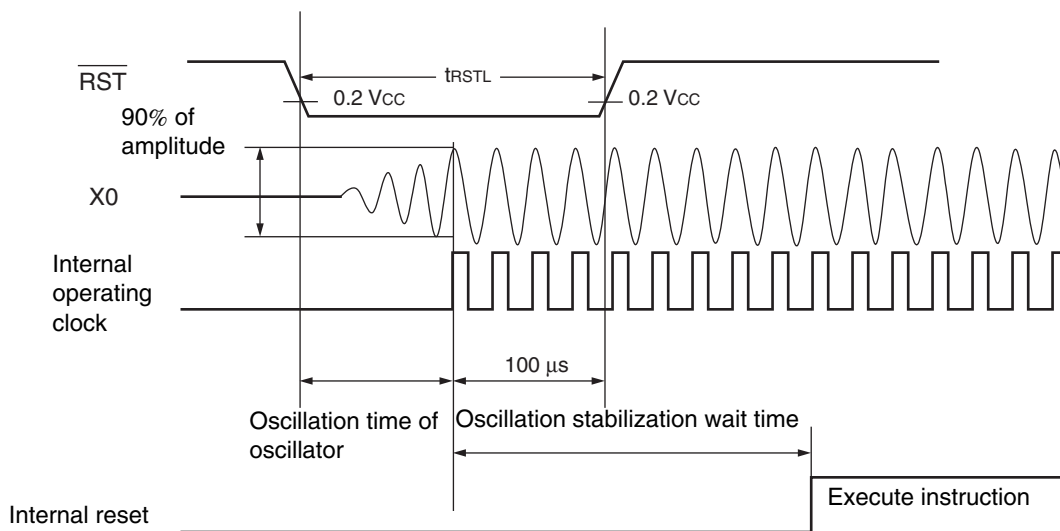 RST
tRSTL
0.2 VCC
0.2 VCC
90% of
amplitude
X0
Internal
operating
clock
100 μs
Oscillation time of
oscillator
Oscillation stabilization wait time
Execute instruction
Internal reset